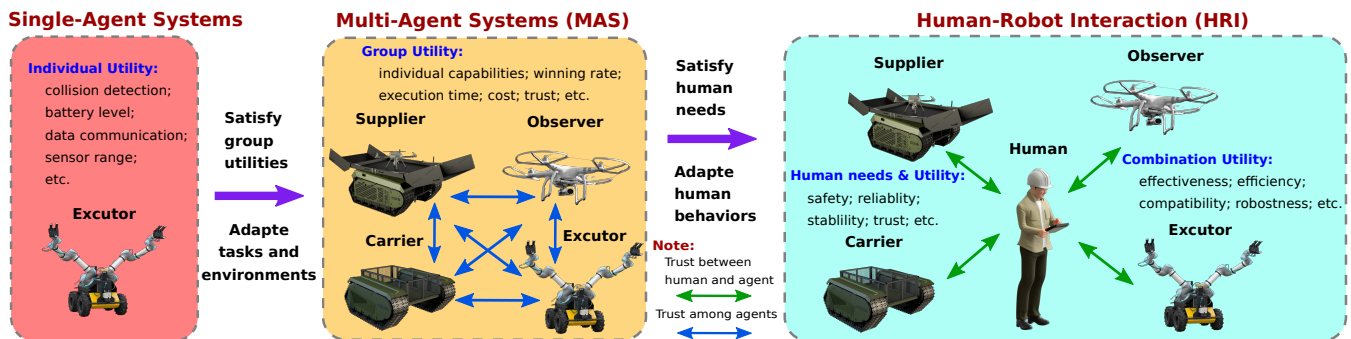 Single-Agent Systems
Individual Utility:
collision detection;
battery level;
data communication;
sensor range;
etc.
Excutor
Satisfy
group
utilities
Adapte
tasks and
environments
Multi-Agent Systems (MAS)
Group Utility:
individual capabilities; winning rate;
execution time; cost; trust; etc.
Supplier
Observer
Carrier
Excutor
Satisfy
human
needs
Adapte
human
behaviors
Note:
Trust between
human and agent
Trust among agents
Human-Robot Interaction (HRI)
Supplier
Observer
Human
Human needs & Utility:
safety; reliablity;
stablility; trust; etc.
Combination Utility:
effectiveness; efficiency;
compatibility; robostness; etc.
Carrier
Excutor